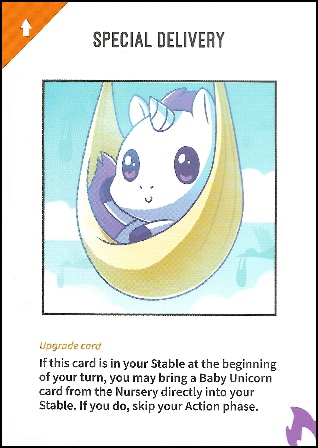 SPECIAL DELIVERY
Upgrade card
If this card is in your Stable at the beginning
of your turn, you may bring a Baby Unicorn
card from the Nursery directly into your
Stable. If you do, skip your Action phase.